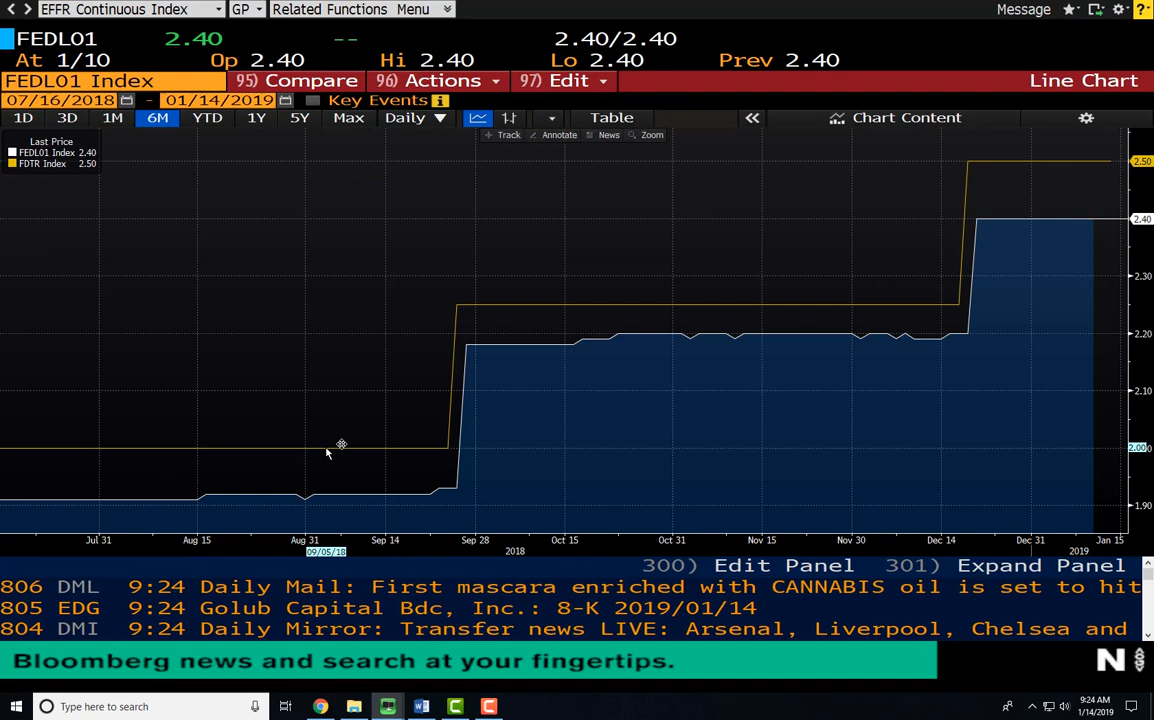 EFFR Continuous Index GP Related Functions Menu Message ?
FEDL01 2.40 -- 2.40/2.40
At 1/10 Op 2.40 Hi 2.40 Lo 2.40 Prev 2.40
FEDL01 Index 95) Compare 96) Actions 97) Edit Line Chart
07/16/2018 - 01/14/2019 Key Events i
1D 3D 1M 6M YTD 1Y 5Y Max Daily Table Chart Content
Track Annotate News Zoom
Last Price
FEDL01 Index 2.40
FDTR Index 2.50
2.50
2.40
2.30
2.20
2.10
2.00
1.90
Jul 31 Aug 15 Aug 31 Sep 14 Sep 28 Oct 15 Oct 31 Nov 15 Nov 30 Dec 14 Dec 31 Jan 15
09/05/18 2018 2019
300) Edit Panel 301) Expand Panel
806 DML 9:24 Daily Mail: First mascara enriched with CANNABIS oil is set to hit
805 EDG 9:24 Golub Capital Bdc, Inc.: 8-K 2019/01/14
804 DMI 9:24 Daily Mirror: Transfer news LIVE: Arsenal, Liverpool, Chelsea and
Bloomberg news and search at your fingertips. N
Type here to search 9:24 AM
1/14/2019